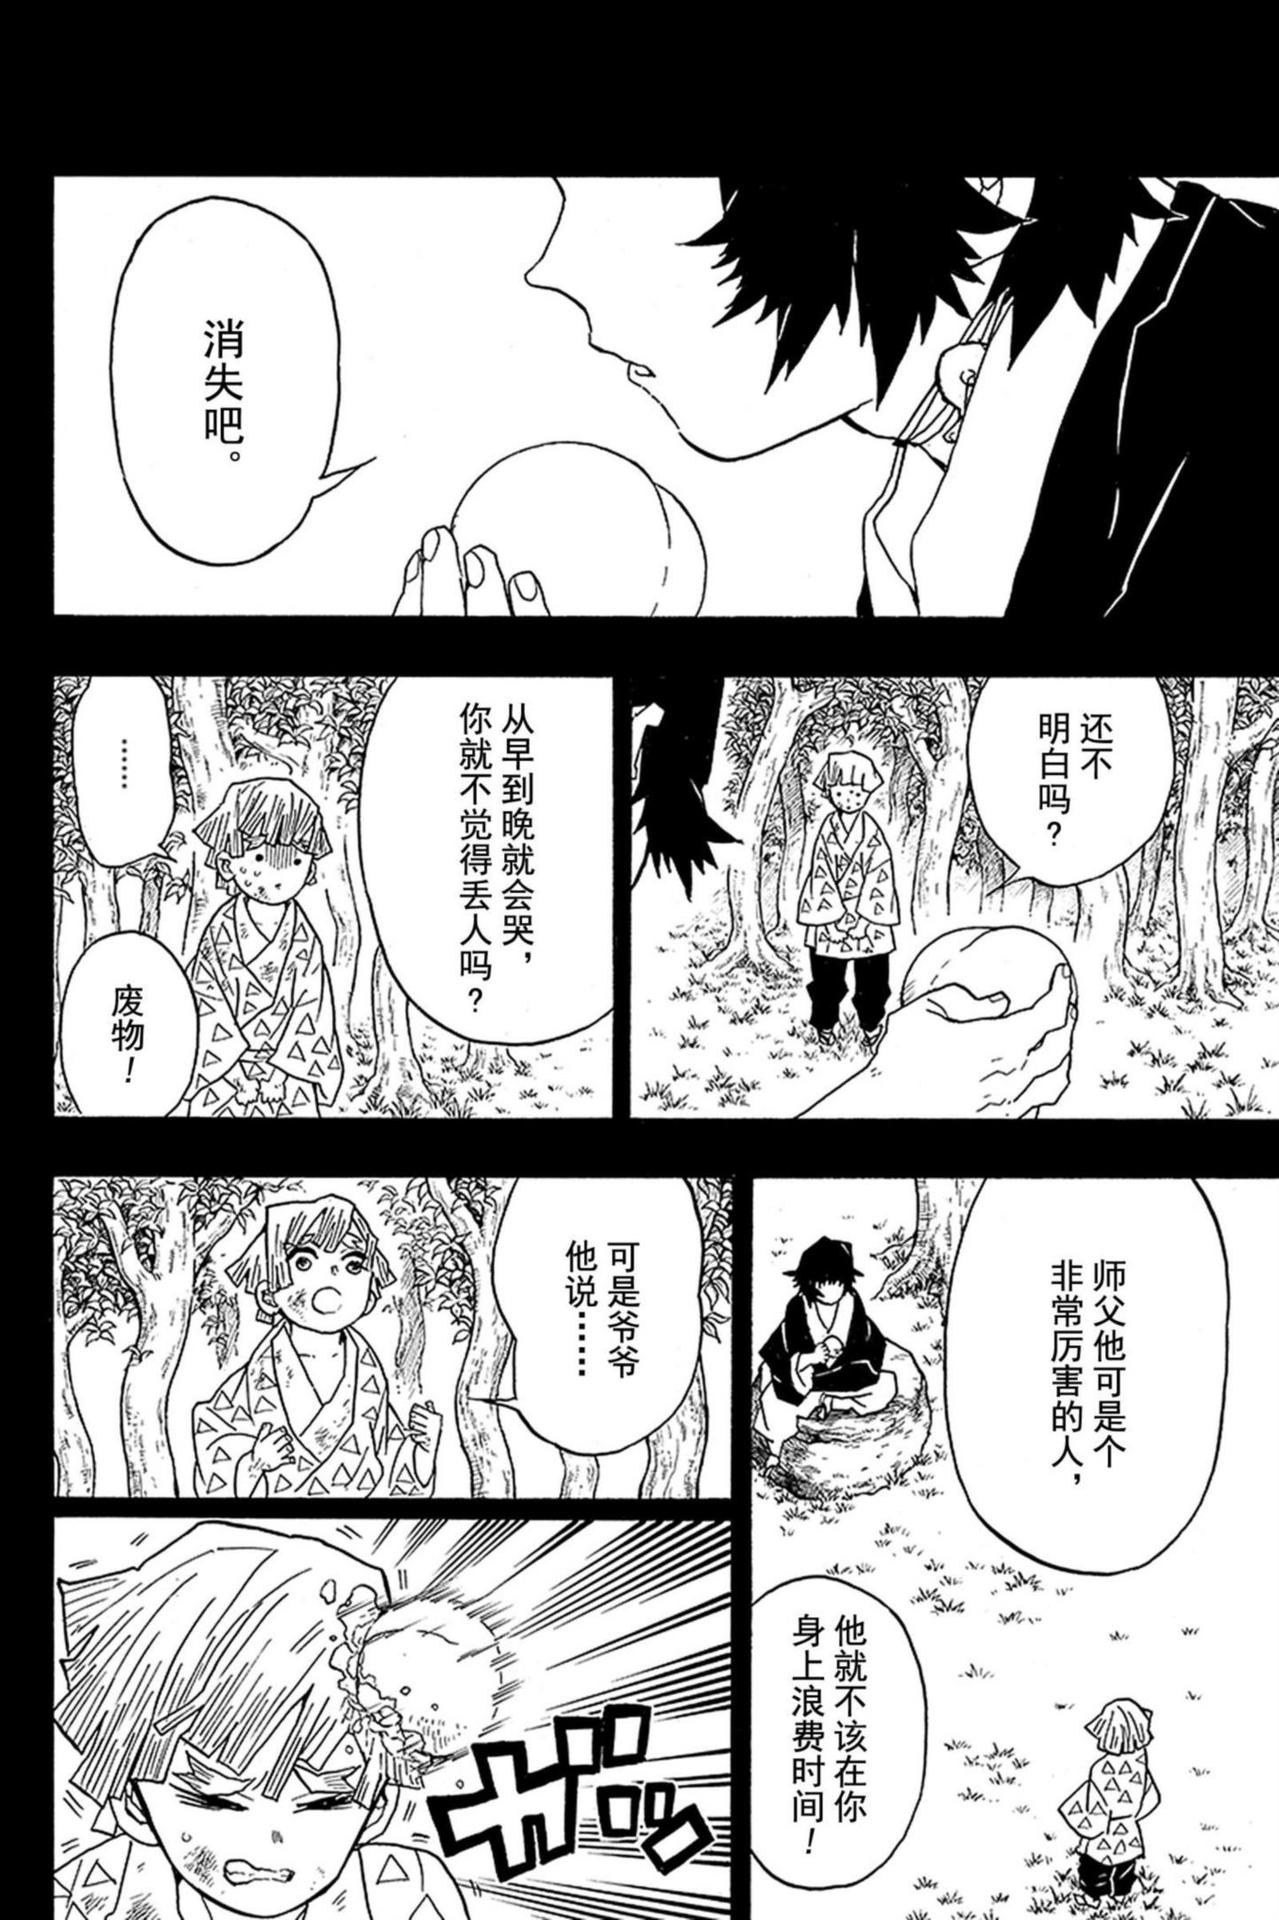 消失吧。
还不
明白吗？
从早到晚就会哭，
你就不觉得丢人吗？
……
废物！
师父他可是个
非常厉害的人，
他就不该在你
身上浪费时间！
可是爷爷
他说……
ガッ